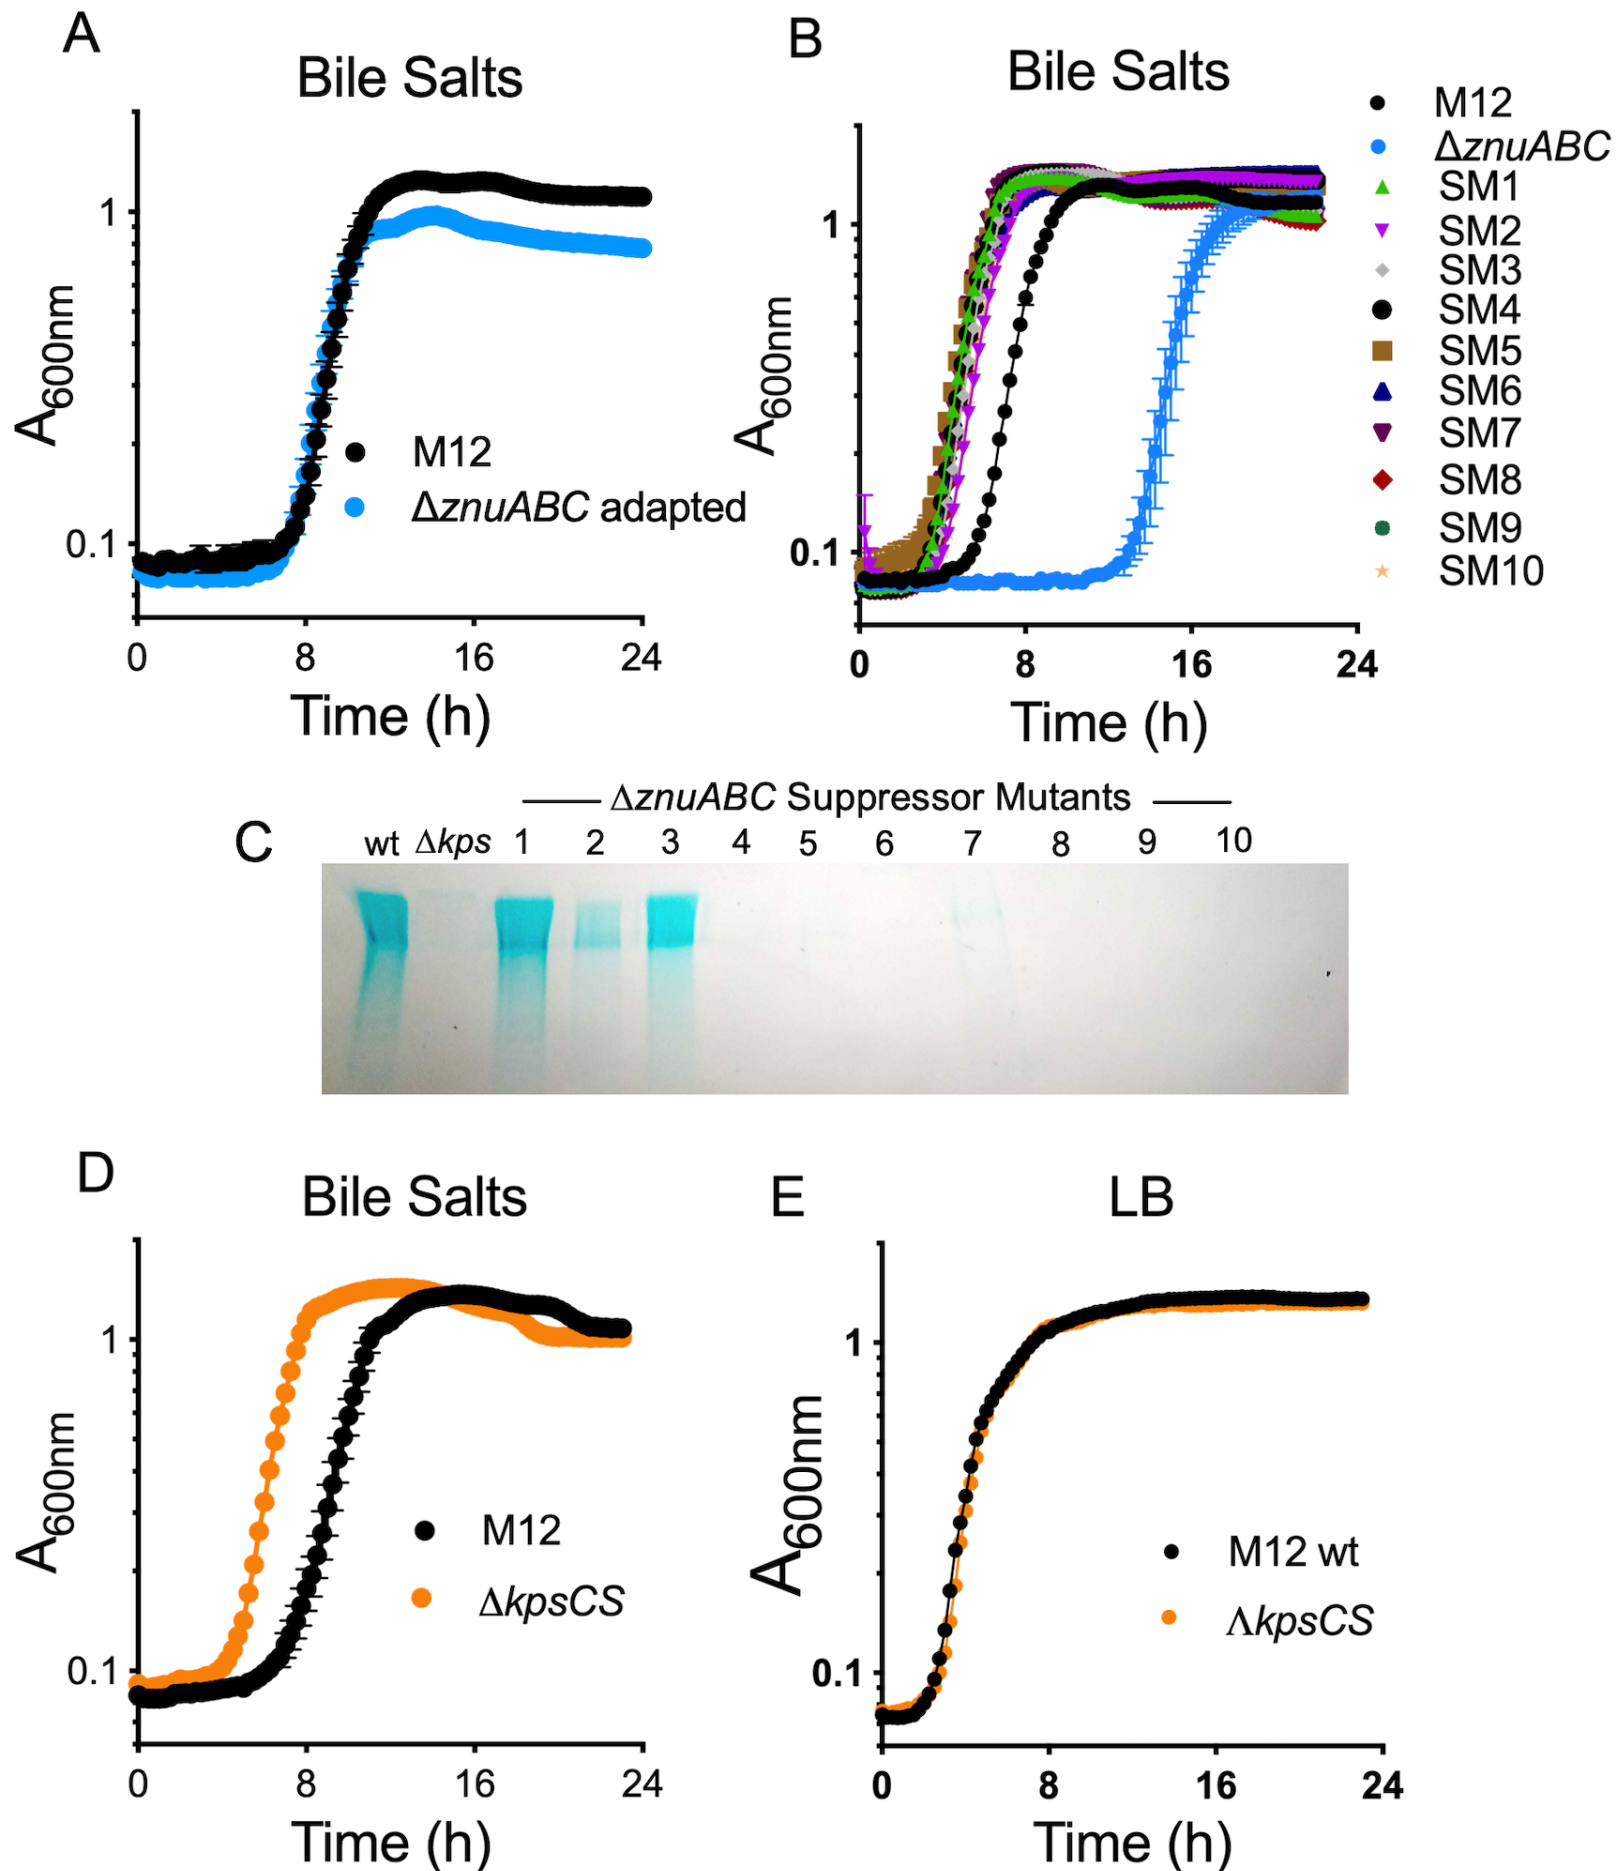 A
Bile Salts
A600nm
1
0.1
M12
ΔznuABC adapted
0 8 16 24
Time (h)
B
Bile Salts
A600nm
1
0.1
0 8 16 24
Time (h)
M12
ΔznuABC
SM1
SM2
SM3
SM4
SM5
SM6
SM7
SM8
SM9
SM10
ΔznuABC Suppressor Mutants
C
wt Δkps 1 2 3 4 5 6 7 8 9 10
D
Bile Salts
A600nm
1
0.1
M12
ΔkpsCS
0 8 16 24
Time (h)
E
LB
A600nm
1
0.1
M12 wt
ΛkpsCS
0 8 16 24
Time (h)